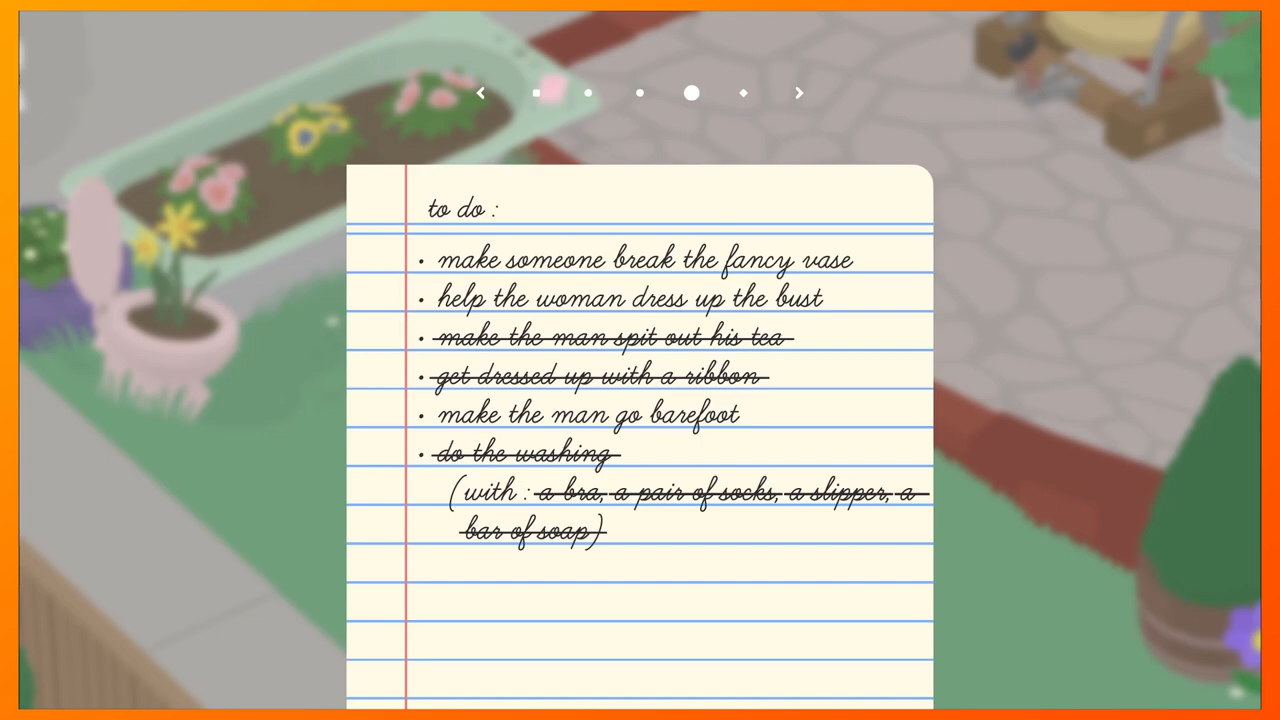 to do :
• make someone break the fancy vase
• help the woman dress up the bust
• make the man spit out his tea
• get dressed up with a ribbon
• make the man go barefoot
• do the washing
(with : a bra, a pair of socks, a slipper, a
bar of soap)